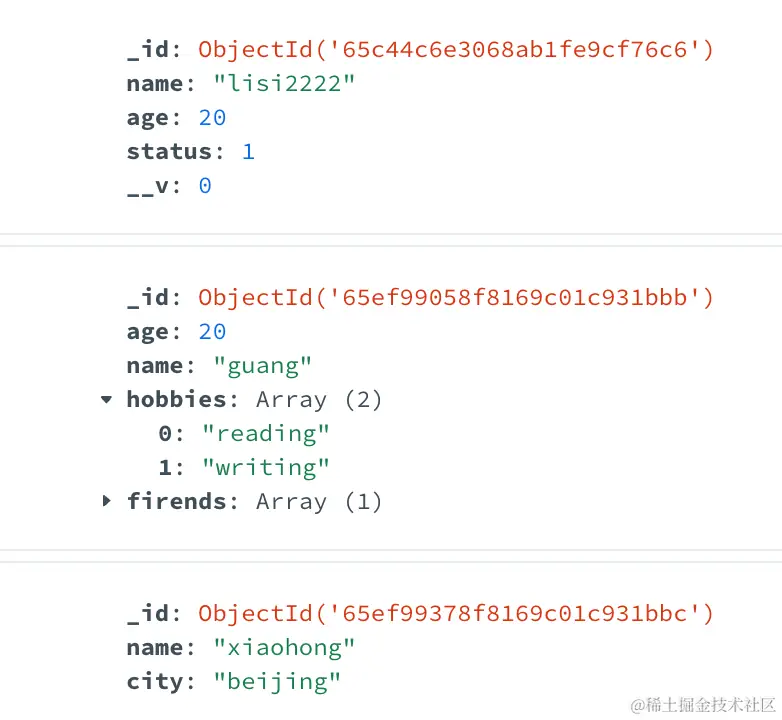 _id: ObjectId('65c44c6e3068ab1fe9cf76c6')
name: "lisi2222"
age: 20
status: 1
__v: 0
_id: ObjectId('65ef99058f8169c01c931bbb')
age: 20
name: "guang"
hobbies: Array (2)
0: "reading"
1: "writing"
firends: Array (1)
_id: ObjectId('65ef99378f8169c01c931bbc')
name: "xiaohong"
city: "beijing"
@稀土掘金技术社区